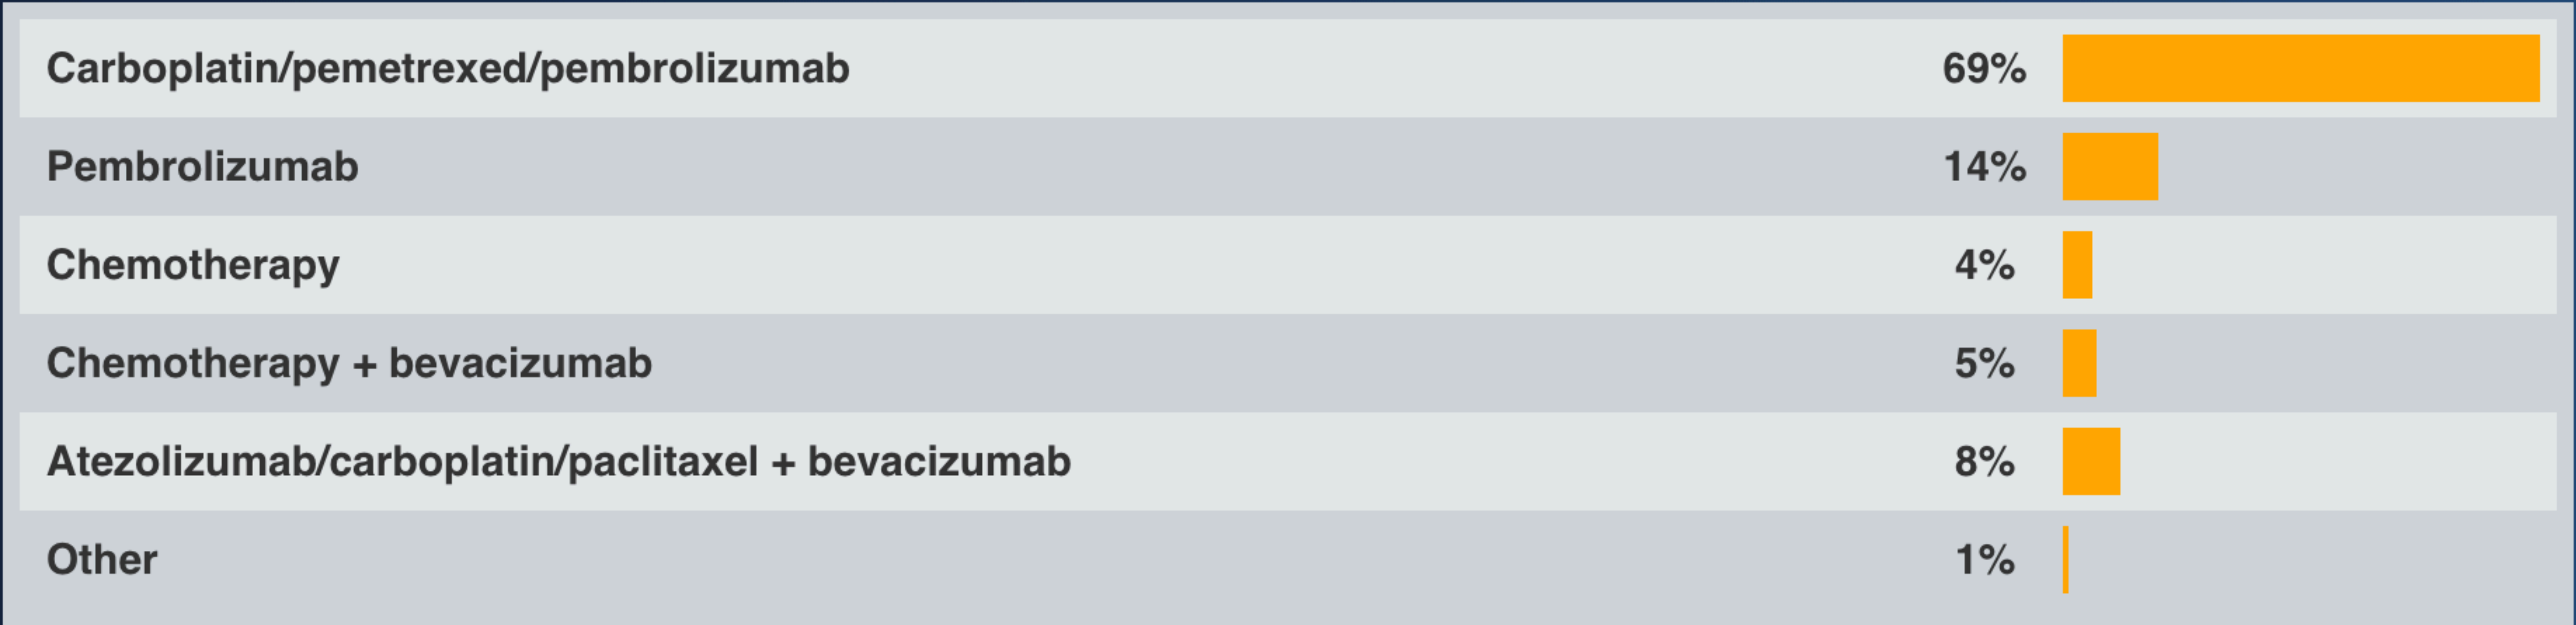 Carboplatin/pemetrexed/pembrolizumab 69%
Pembrolizumab 14%
Chemotherapy 4%
Chemotherapy + bevacizumab 5%
Atezolizumab/carboplatin/paclitaxel + bevacizumab 8%
Other 1%